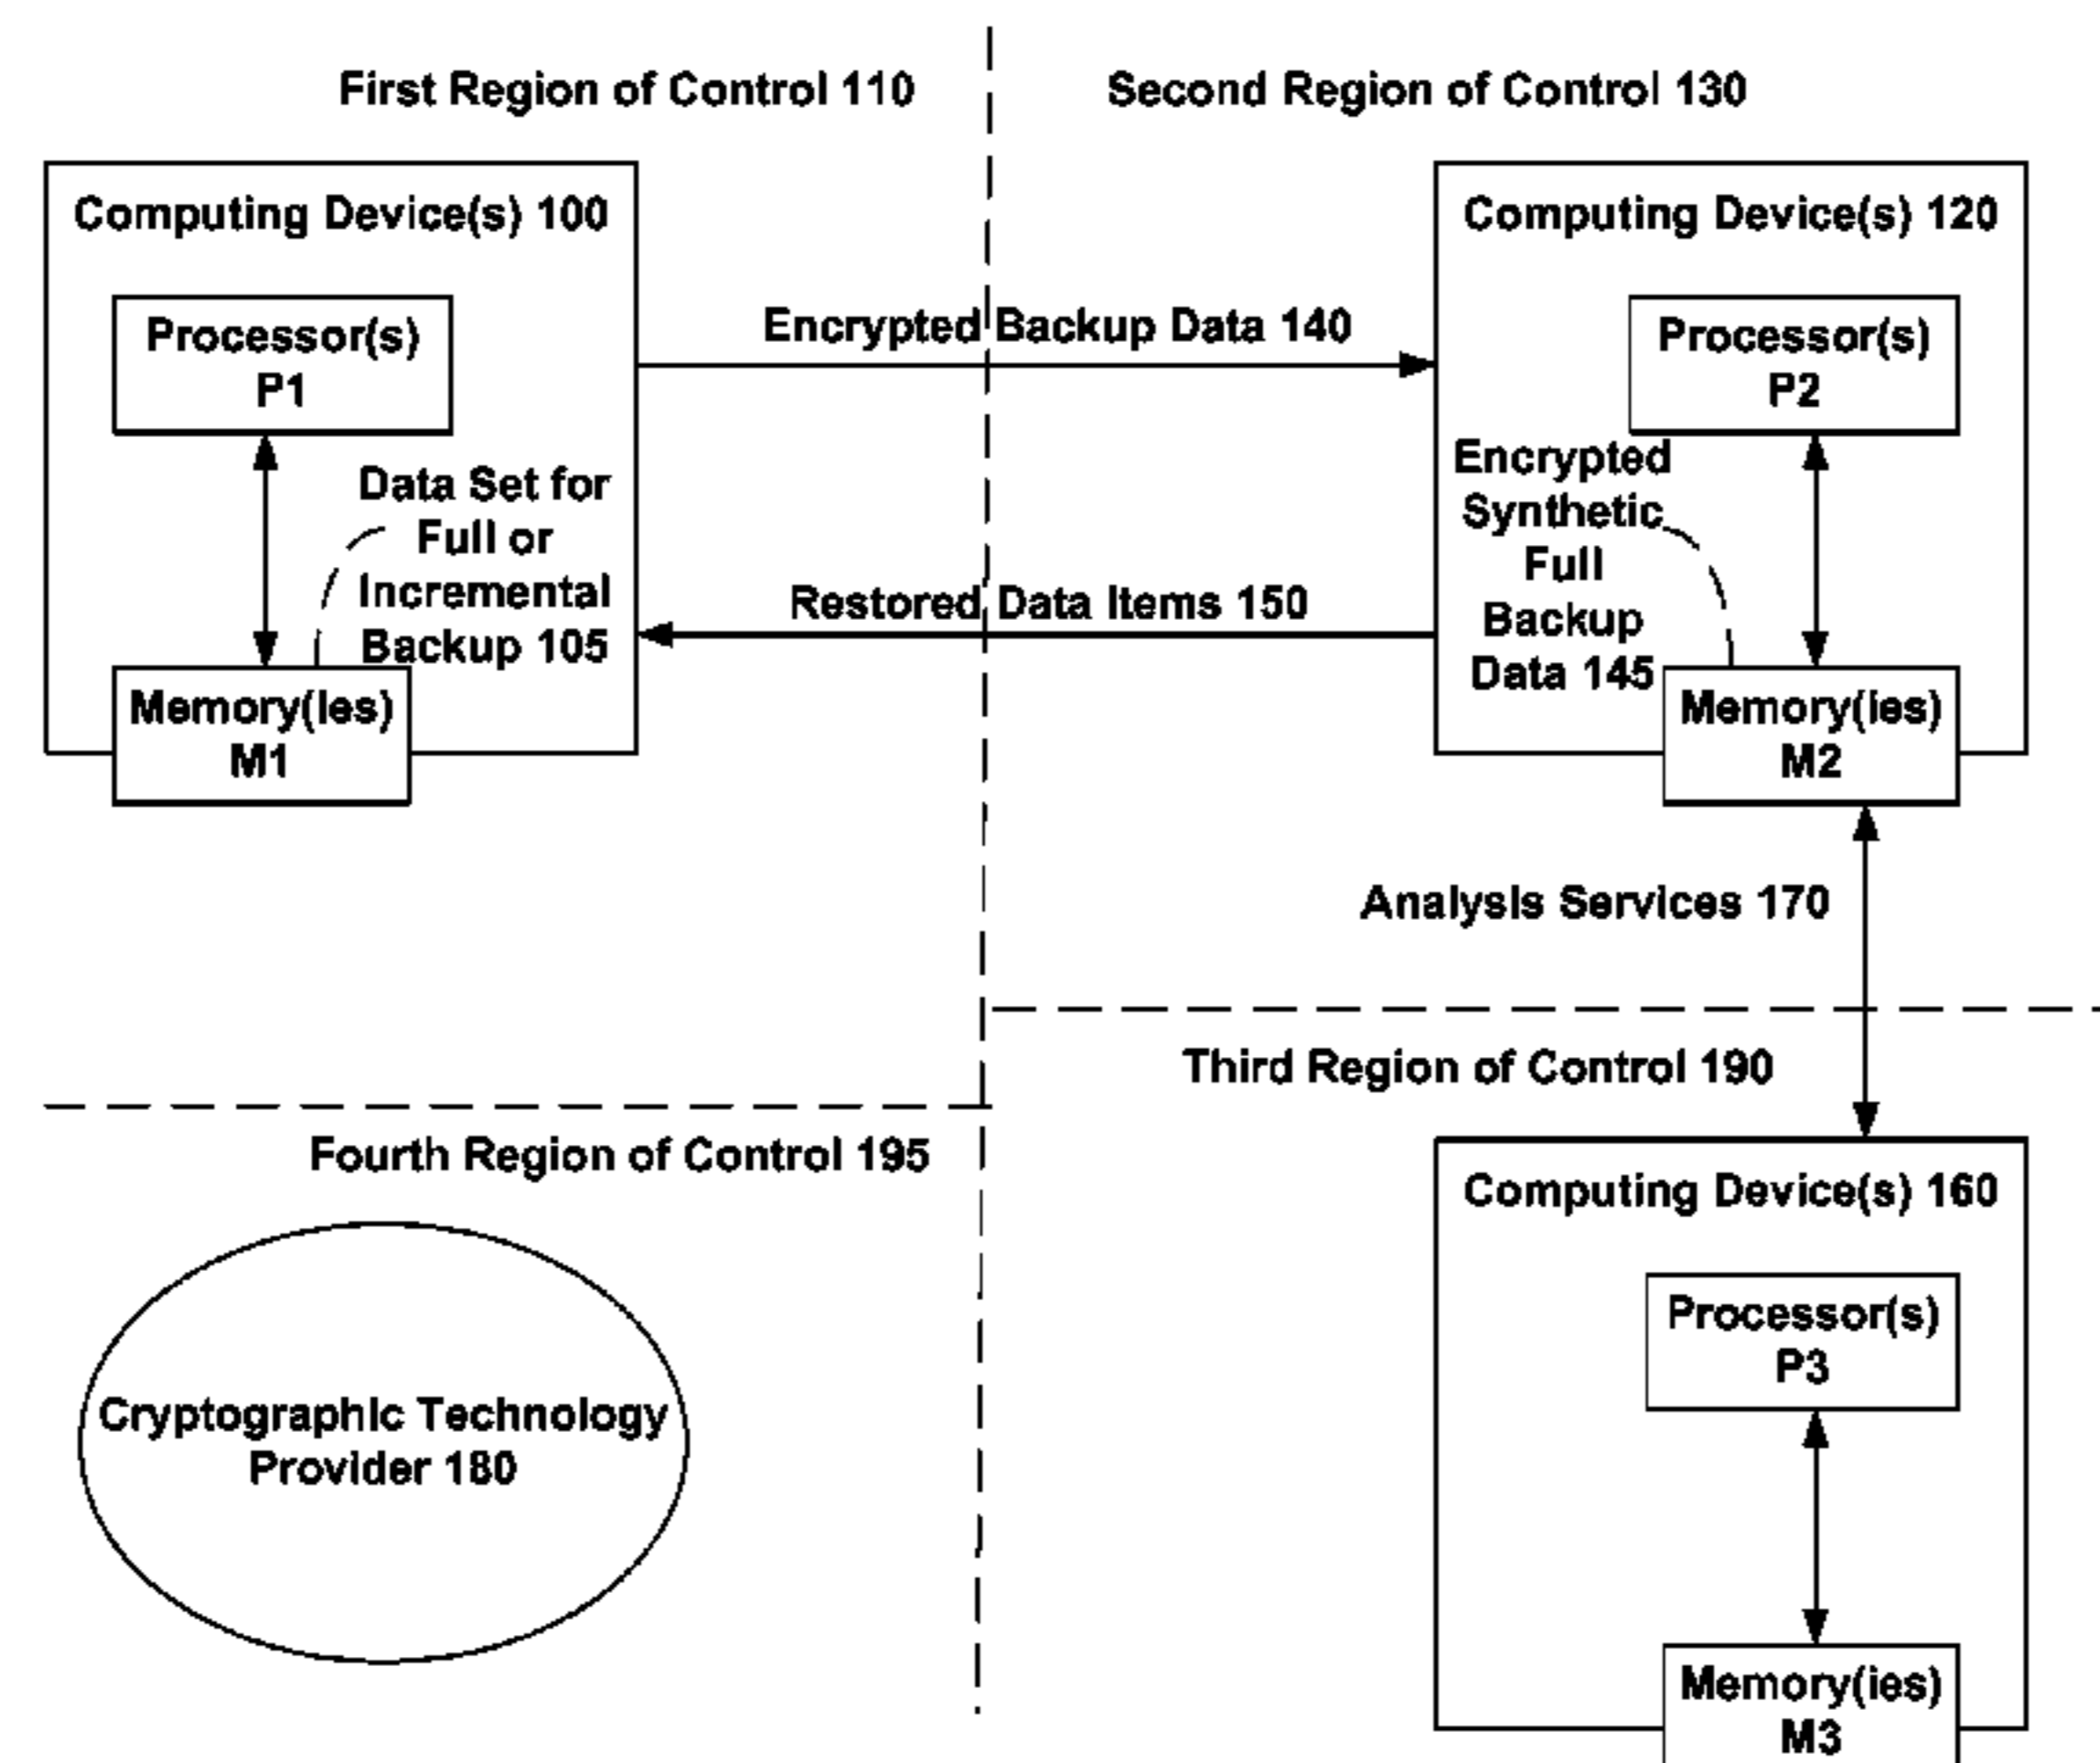 First Region of Control 110
Second Region of Control 130
Computing Device(s) 100
Processor(s)
P1
Data Set for
Full or
Incremental
Backup 105
Memory(ies)
M1
Encrypted Backup Data 140
Restored Data Items 150
Computing Device(s) 120
Processor(s)
P2
Encrypted
Synthetic
Full
Backup
Data 145
Memory(ies)
M2
Analysis Services 170
Third Region of Control 190
Fourth Region of Control 195
Cryptographic Technology
Provider 180
Computing Device(s) 160
Processor(s)
P3
Memory(ies)
M3